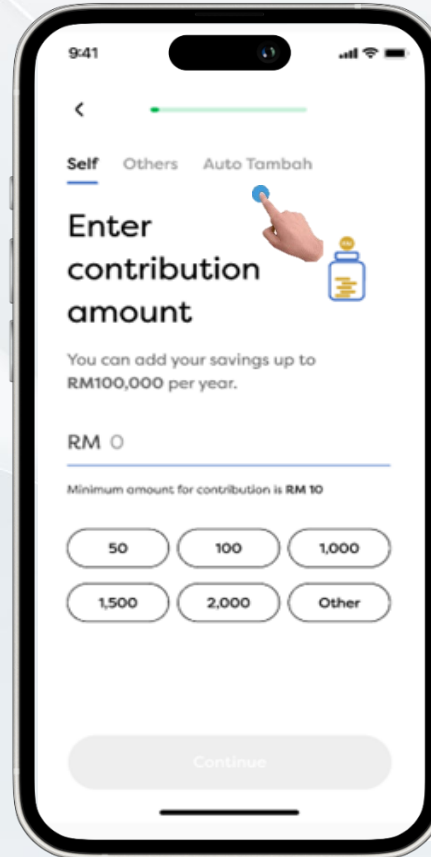 9:41
Self Others Auto Tambah
Enter
contribution
amount
You can add your savings up to
RM100,000 per year.
RM 0
Minimum amount for contribution is RM 10
50 100 1,000
1,500 2,000 Other
Continue